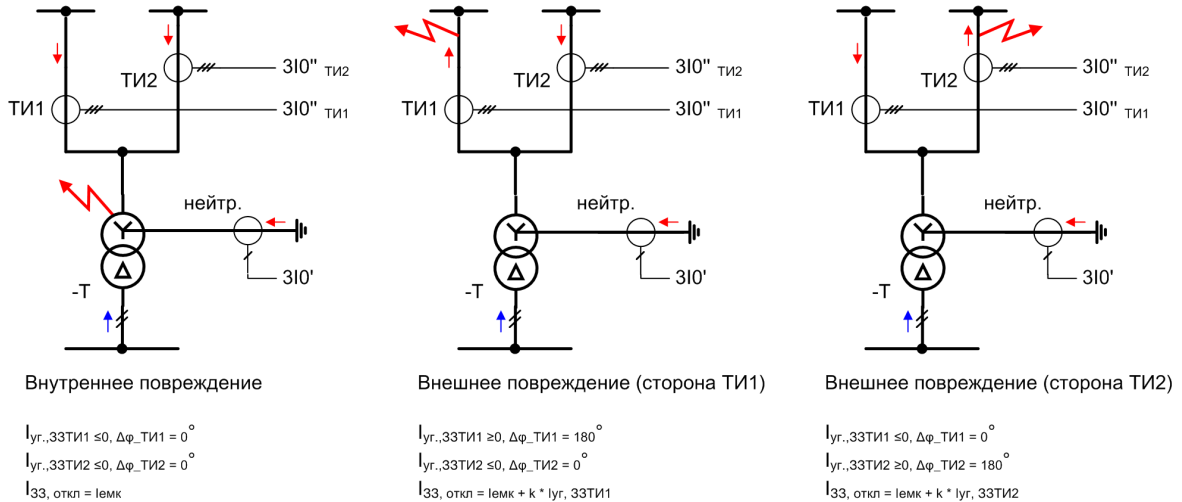 ТИ1
ТИ2
3I0" ТИ2
3I0" ТИ1
нейтр.
3I0'
-T
ТИ1
ТИ2
3I0" ТИ2
3I0" ТИ1
нейтр.
3I0'
-T
ТИ1
ТИ2
3I0" ТИ2
3I0" ТИ1
нейтр.
3I0'
-T
Внутреннее повреждение
Iуг.,ЗЗТИ1 ≤0, Δφ_ТИ1 = 0°
Iуг.,ЗЗТИ2 ≤0, Δφ_ТИ2 = 0°
IЗЗ, откл = Iемк
Внешнее повреждение (сторона ТИ1)
Iуг.,ЗЗТИ1 ≥0, Δφ_ТИ1 = 180°
Iуг.,ЗЗТИ2 ≤0, Δφ_ТИ2 = 0°
IЗЗ, откл = Iемк + k * Iуг, ЗЗТИ1
Внешнее повреждение (сторона ТИ2)
Iуг.,ЗЗТИ1 ≤0, Δφ_ТИ1 = 0°
Iуг.,ЗЗТИ2 ≥0, Δφ_ТИ2 = 180°
IЗЗ, откл = Iемк + k * Iуг, ЗЗТИ2